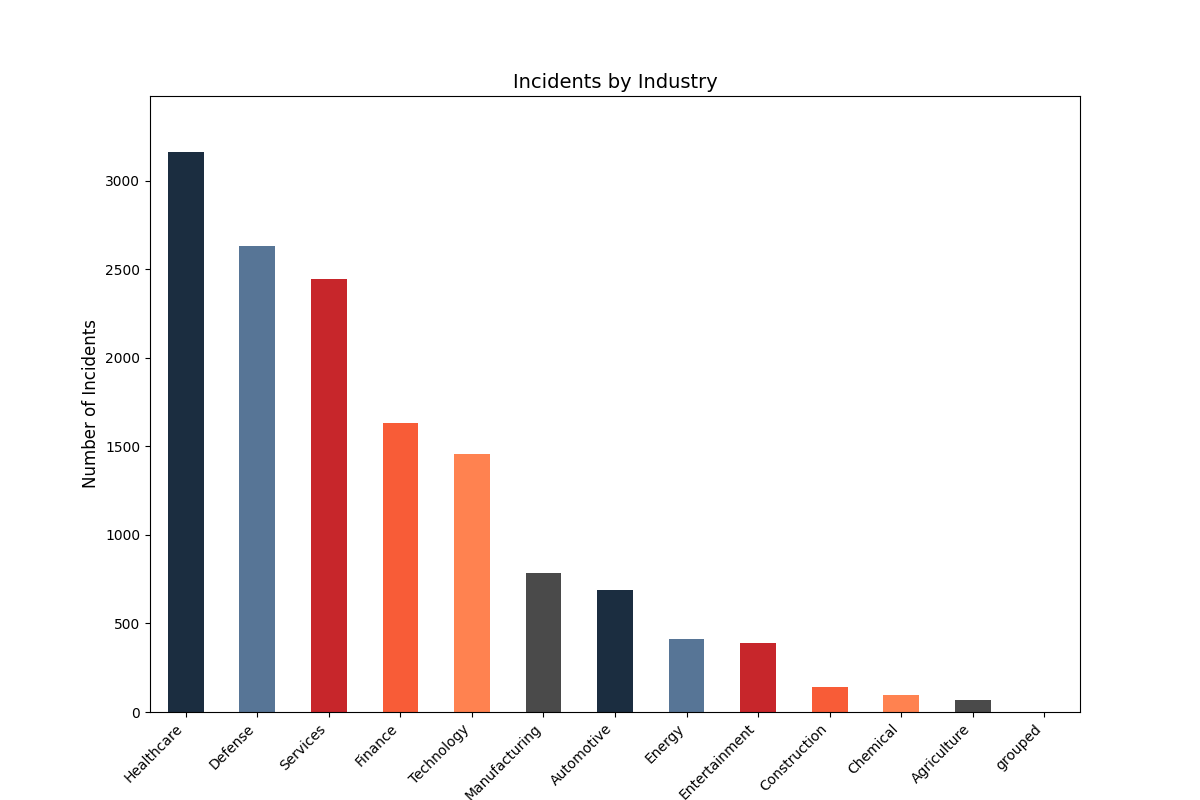 Incidents by Industry
Number of Incidents
3000
2500
2000
1500
1000
500
0
Healthcare
Defense
Services
Finance
Technology
Manufacturing
Automotive
Energy
Entertainment
Construction
Chemical
Agriculture
grouped